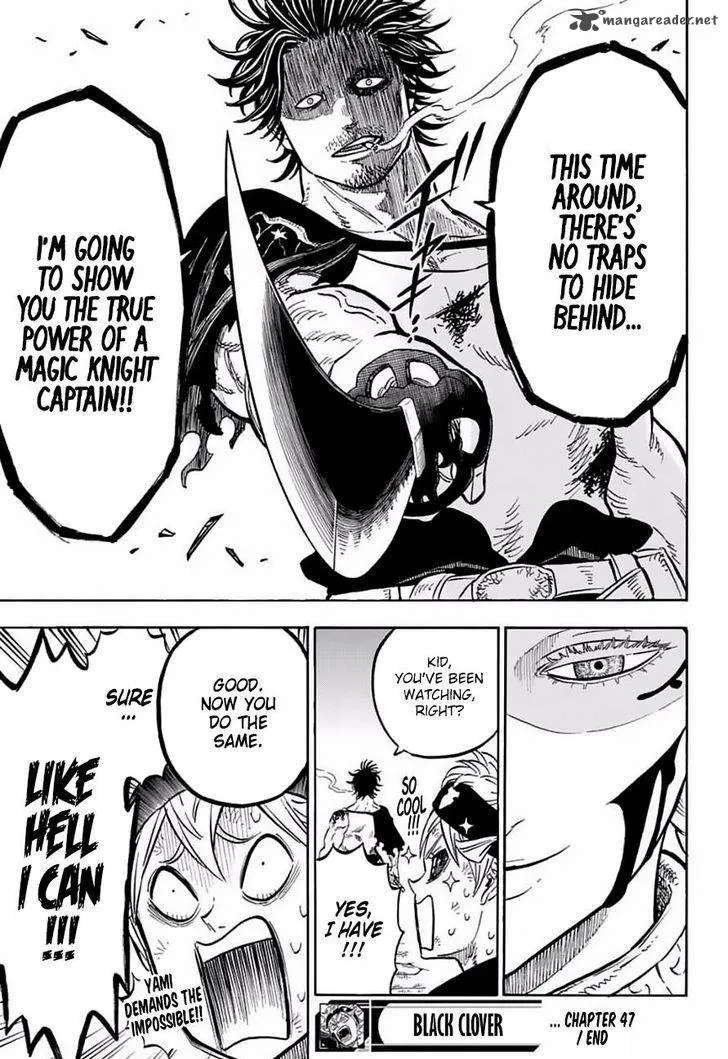 mangareader.net
THIS TIME
AROUND,
THERE'S
NO TRAPS
TO HIDE
BEHIND...
I'M GOING
TO SHOW
YOU THE TRUE
POWER OF A
MAGIC KNIGHT
CAPTAIN!!
KID,
YOU'VE BEEN
WATCHING,
RIGHT?
SO
COOL
!!!
YES,
I HAVE
!!!
GOOD.
NOW YOU
DO THE
SAME.
SURE
...
LIKE
HELL
I CAN
!!!
YAMI
DEMANDS THE
IMPOSSIBLE!!
BLACK CLOVER
... CHAPTER 47
/ END